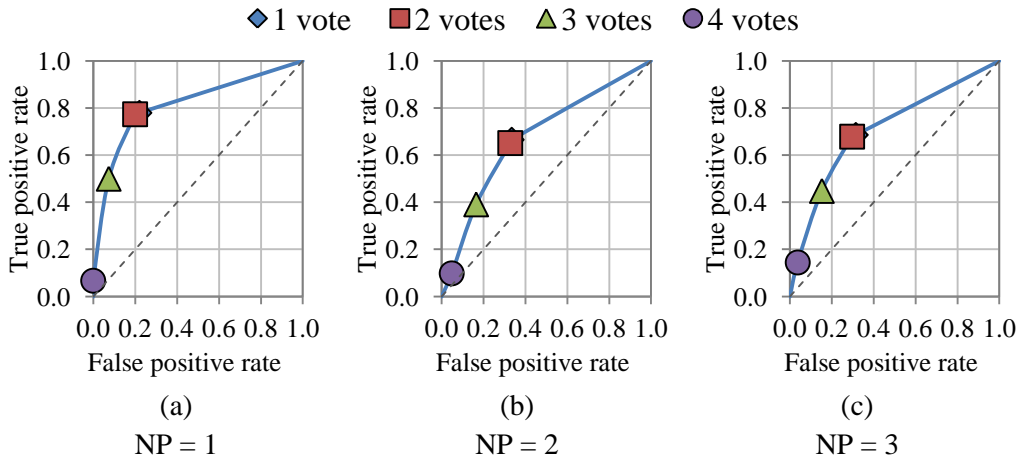 1 vote 2 votes 3 votes 4 votes
True positive rate
1.0
0.8
0.6
0.4
0.2
0.0
0.0 0.2 0.4 0.6 0.8 1.0
False positive rate
(a)
NP = 1
True positive rate
1.0
0.8
0.6
0.4
0.2
0.0
0.0 0.2 0.4 0.6 0.8 1.0
False positive rate
(b)
NP = 2
True positive rate
1.0
0.8
0.6
0.4
0.2
0.0
0.0 0.2 0.4 0.6 0.8 1.0
False positive rate
(c)
NP = 3